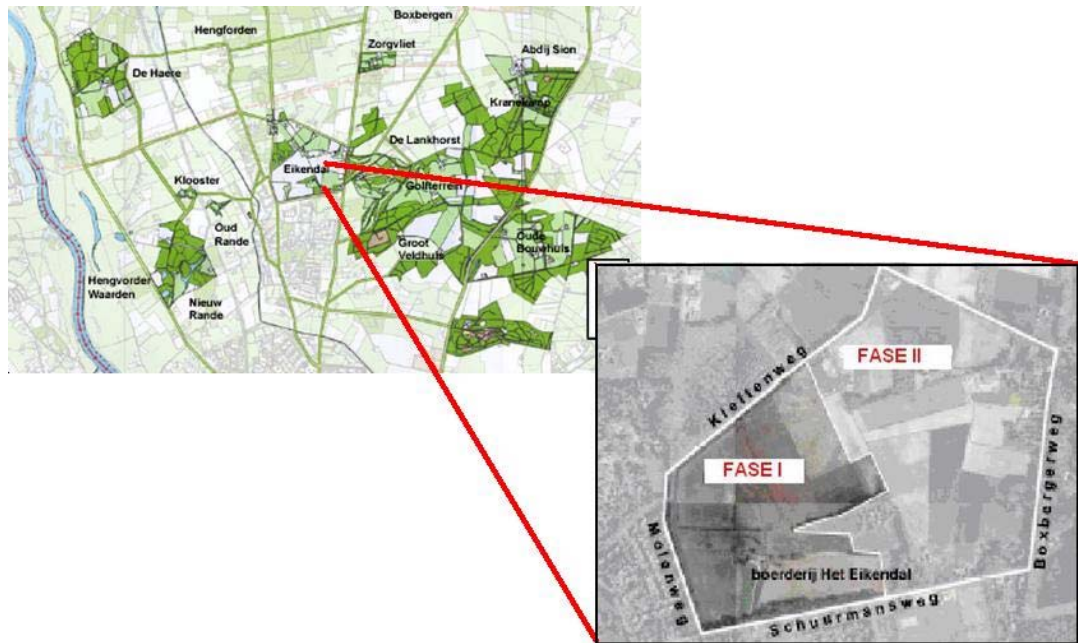 Boxbergen
Hengforden
Zorgvliet
Abdij Sion
De Haere
Kranekamp
De Lankhorst
Eikendal
Klooster
Golfterrein
Oud
Rande
Groot
Veldhuis
Oude
Bouwhuis
Hengvorder
Waarden
Nieuw
Rande
FASE II
Kieftenweg
FASE I
Boxbergerweg
Molenweg
boerderij Het Eikendal
Schuurmansweg